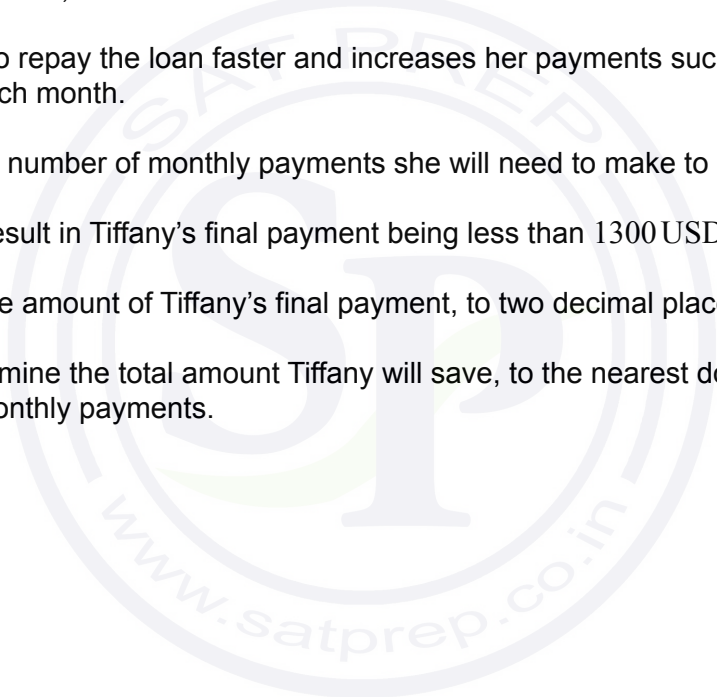 o repay the loan faster and increases her payments suc
ch month.
number of monthly payments she will need to make to
esult in Tiffany's final payment being less than 1300 USD
e amount of Tiffany's final payment, to two decimal plac
mine the total amount Tiffany will save, to the nearest do
onthly payments.
SAT PREP
SP
www.satprep.co.in